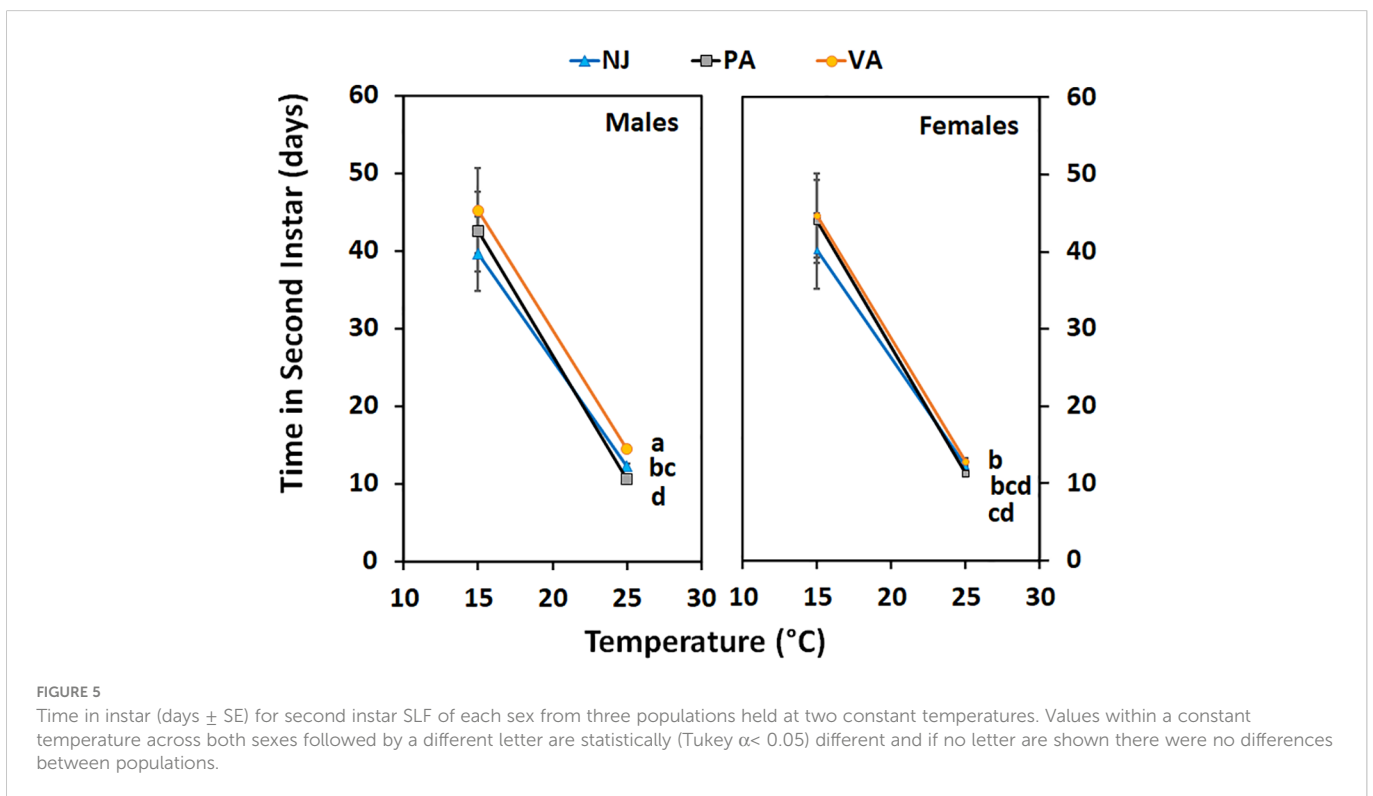 NJ PA VA
Time in Second Instar (days)
60
50
40
30
20
10
0
Males
a
bc
d
10 15 20 25 30
Females
b
bcd
cd
60
50
40
30
20
10
0
10 15 20 25 30
Temperature (°C)
FIGURE 5
Time in instar (days ± SE) for second instar SLF of each sex from three populations held at two constant temperatures. Values within a constant
temperature across both sexes followed by a different letter are statistically (Tukey α< 0.05) different and if no letter are shown there were no differences
between populations.